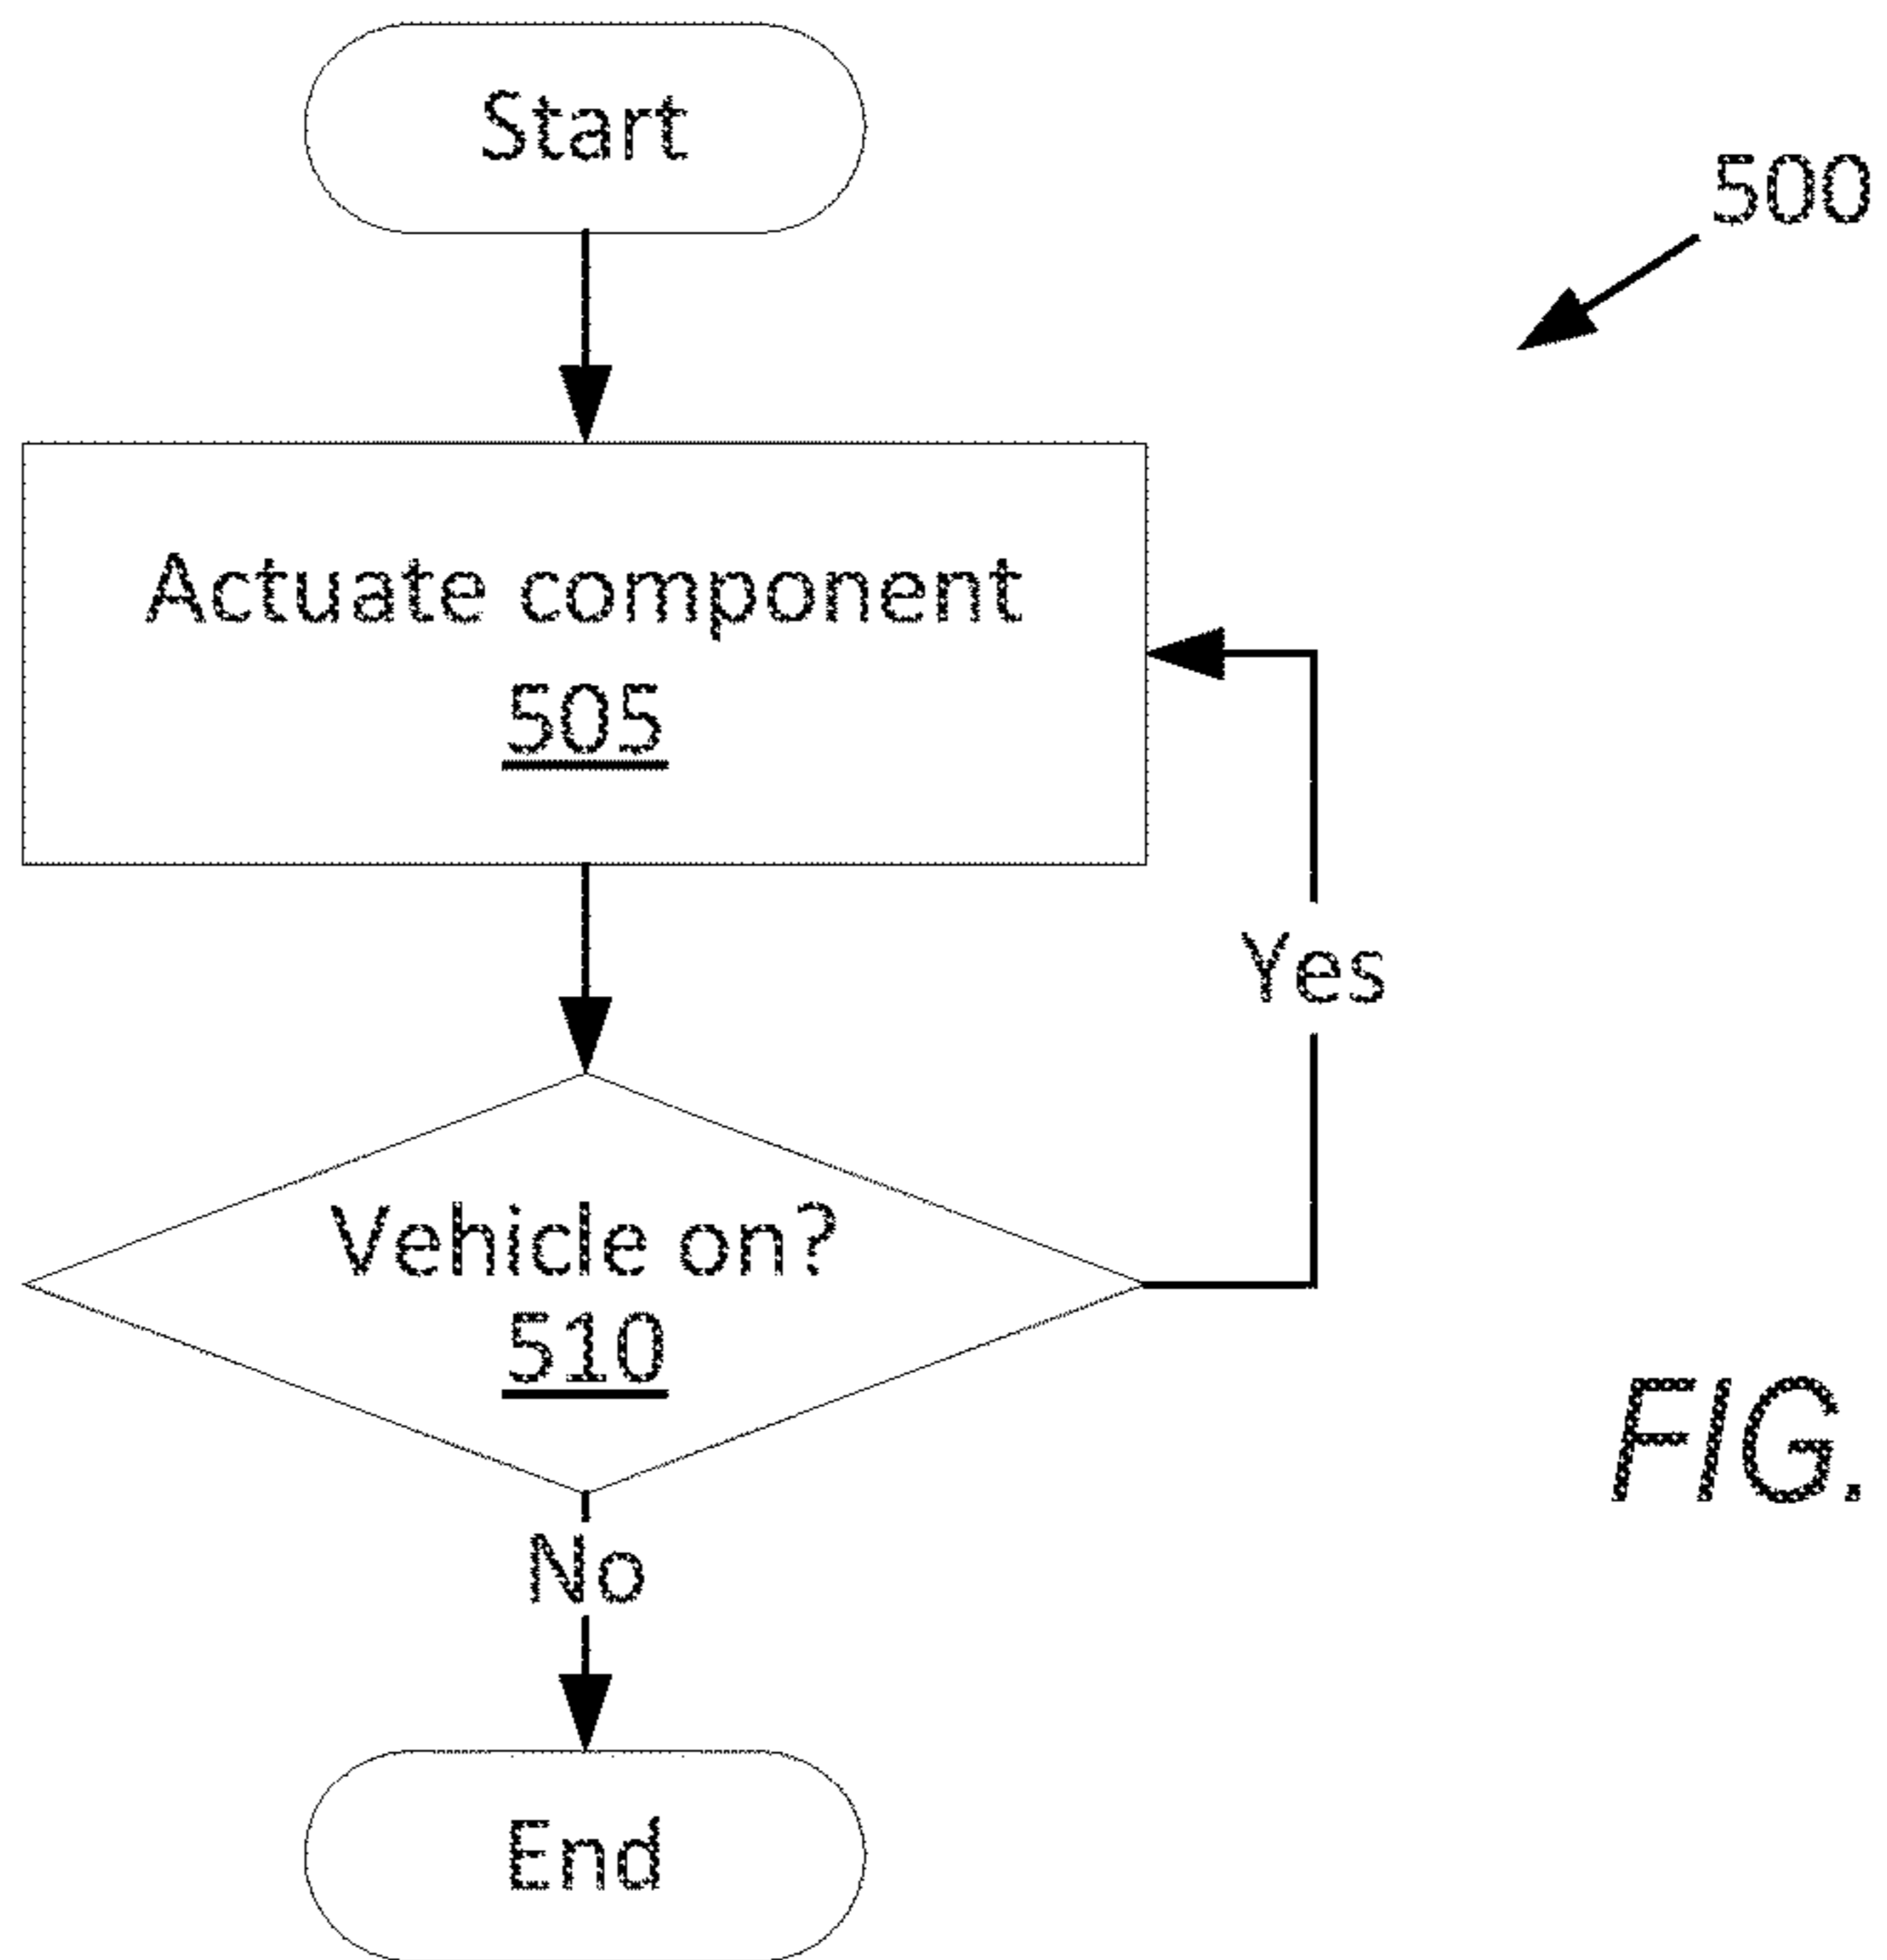 Start
500
Actuate component
505
Yes
Vehicle on?
510
FIG.
No
End